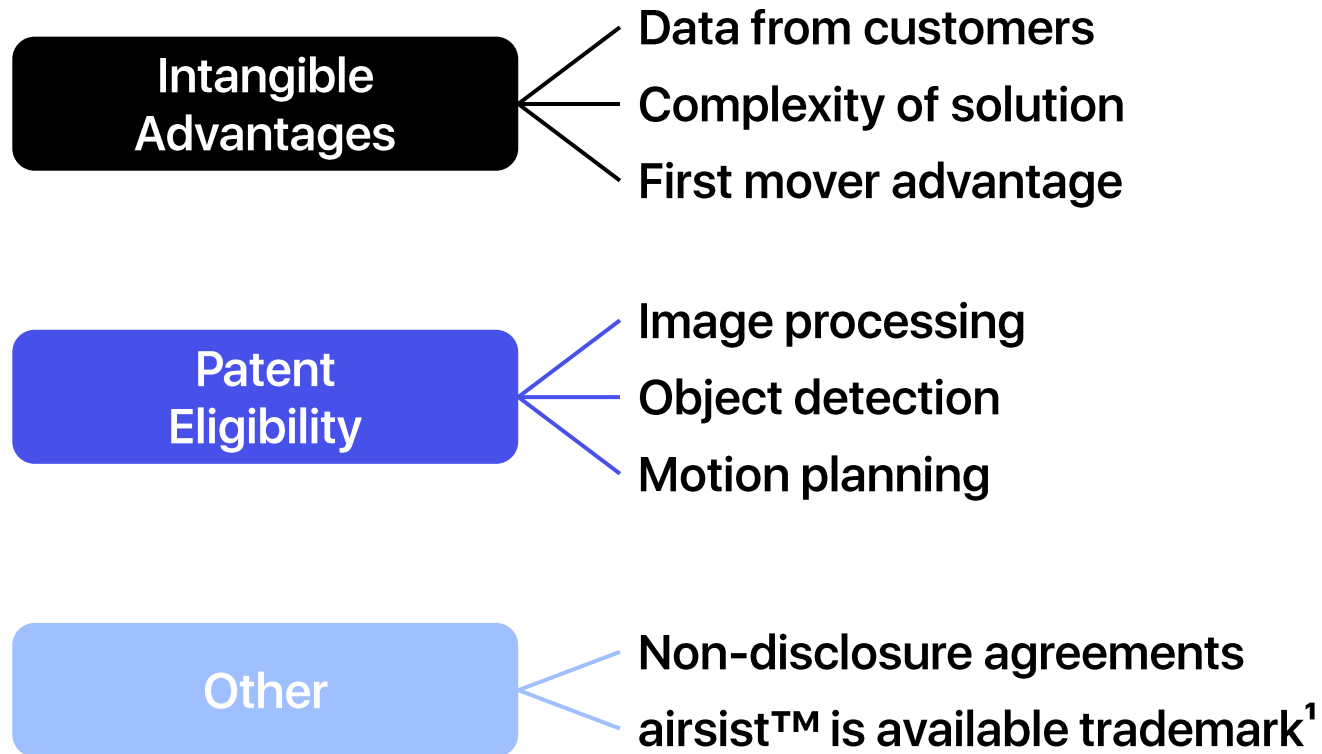 Intangible
Advantages
Data from customers
Complexity of solution
First mover advantage
Patent
Eligibility
Image processing
Object detection
Motion planning
Other
Non-disclosure agreements
airsist™ is available trademark¹